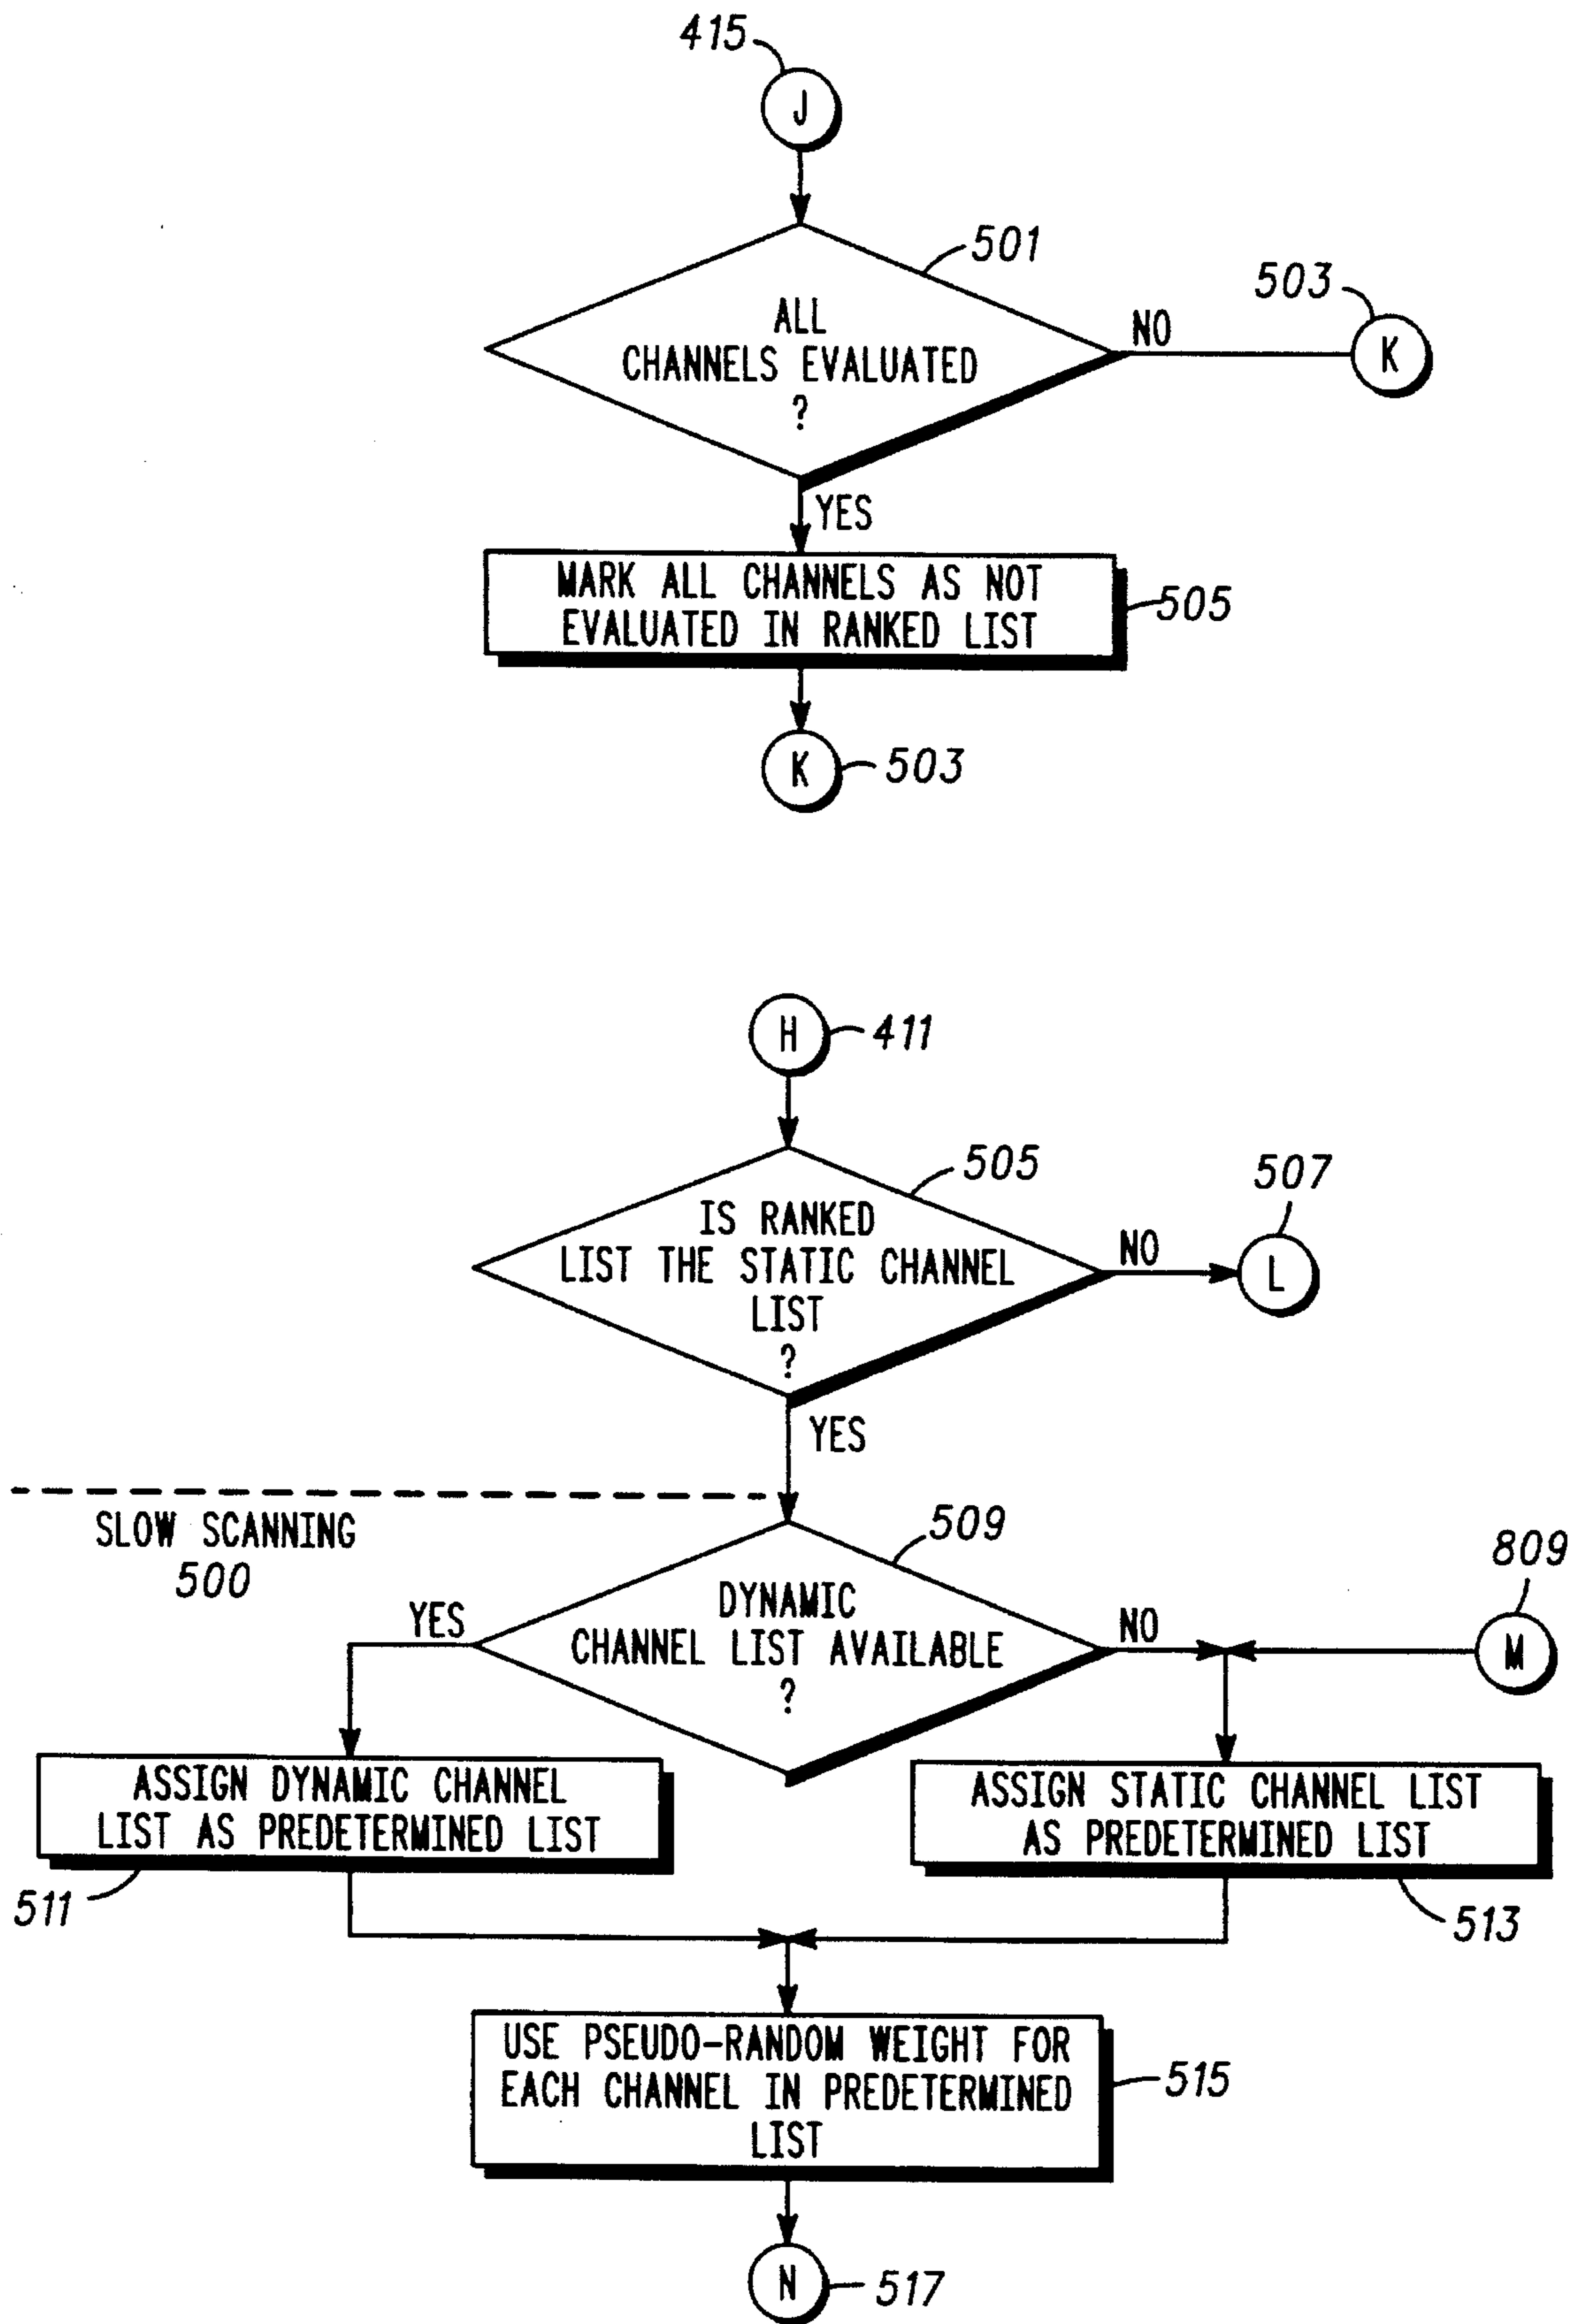 415
J
501
503
ALL
NO
K
CHANNELS EVALUATED
?
YES
MARK ALL CHANNELS AS NOT
EVALUATED IN RANKED LIST
505
K
503
H
411
505
507
IS RANKED
LIST THE STATIC CHANNEL
LIST
?
NO
L
YES
SLOW SCANNING
500
509
809
YES
DYNAMIC
CHANNEL LIST AVAILABLE
?
NO
M
ASSIGN DYNAMIC CHANNEL
LIST AS PREDETERMINED LIST
ASSIGN STATIC CHANNEL LIST
AS PREDETERMINED LIST
511
513
USE PSEUDO-RANDOM WEIGHT FOR
EACH CHANNEL IN PREDETERMINED
LIST
515
N
517